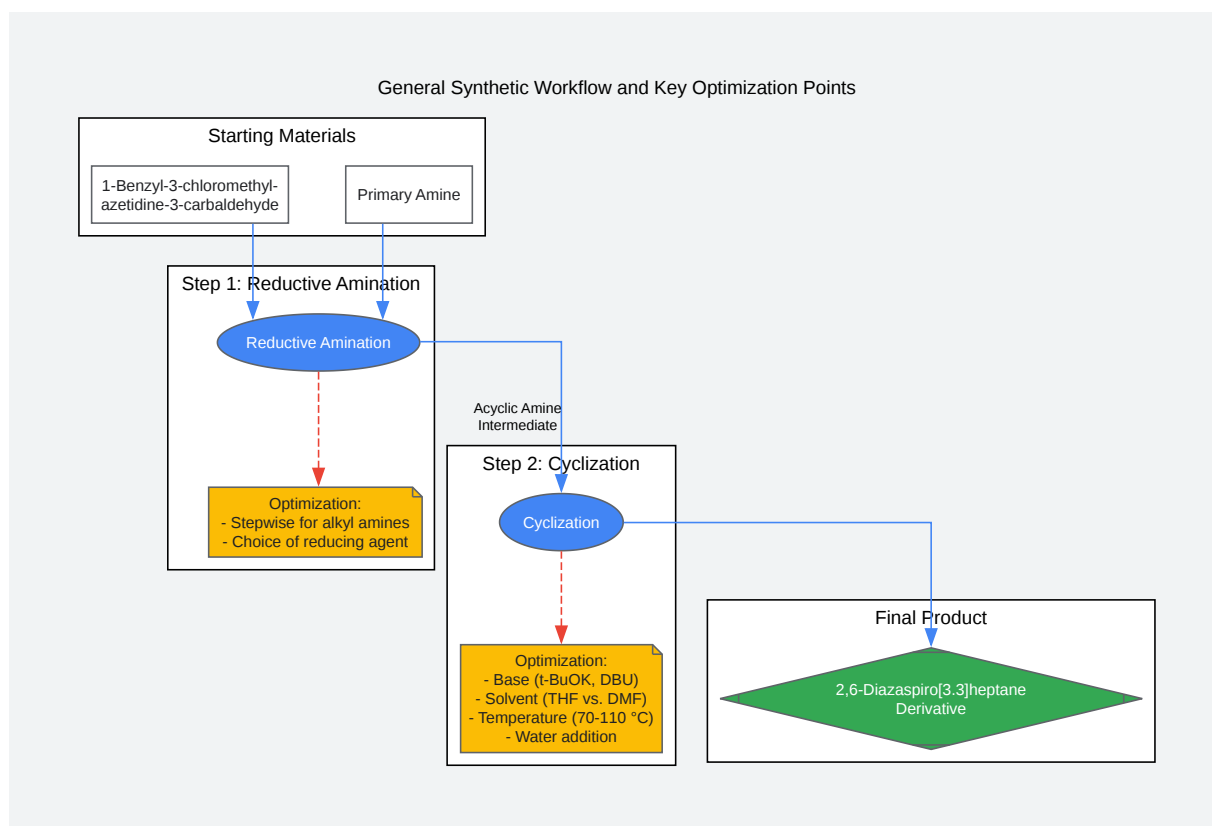 General Synthetic Workflow and Key Optimization Points
Starting Materials
1-Benzyl-3-chloromethyl-
azetidine-3-carbaldehyde
Primary Amine
Step 1: Reductive Amination
Reductive Amination
Optimization:
- Stepwise for alkyl amines
- Choice of reducing agent
Acyclic Amine
Intermediate
Step 2: Cyclization
Cyclization
Optimization:
- Base (t-BuOK, DBU)
- Solvent (THF vs. DMF)
- Temperature (70-110 °C)
- Water addition
Final Product
2,6-Diazaspiro[3.3]heptane
Derivative